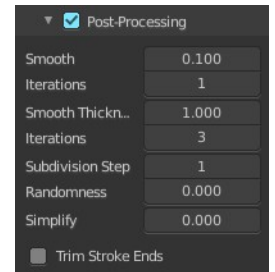 Post-Processing
Smooth 0.100
Iterations 1
Smooth Thickn... 1.000
Iterations 3
Subdivision Step 1
Randomness 0.000
Simplify 0.000
Trim Stroke Ends